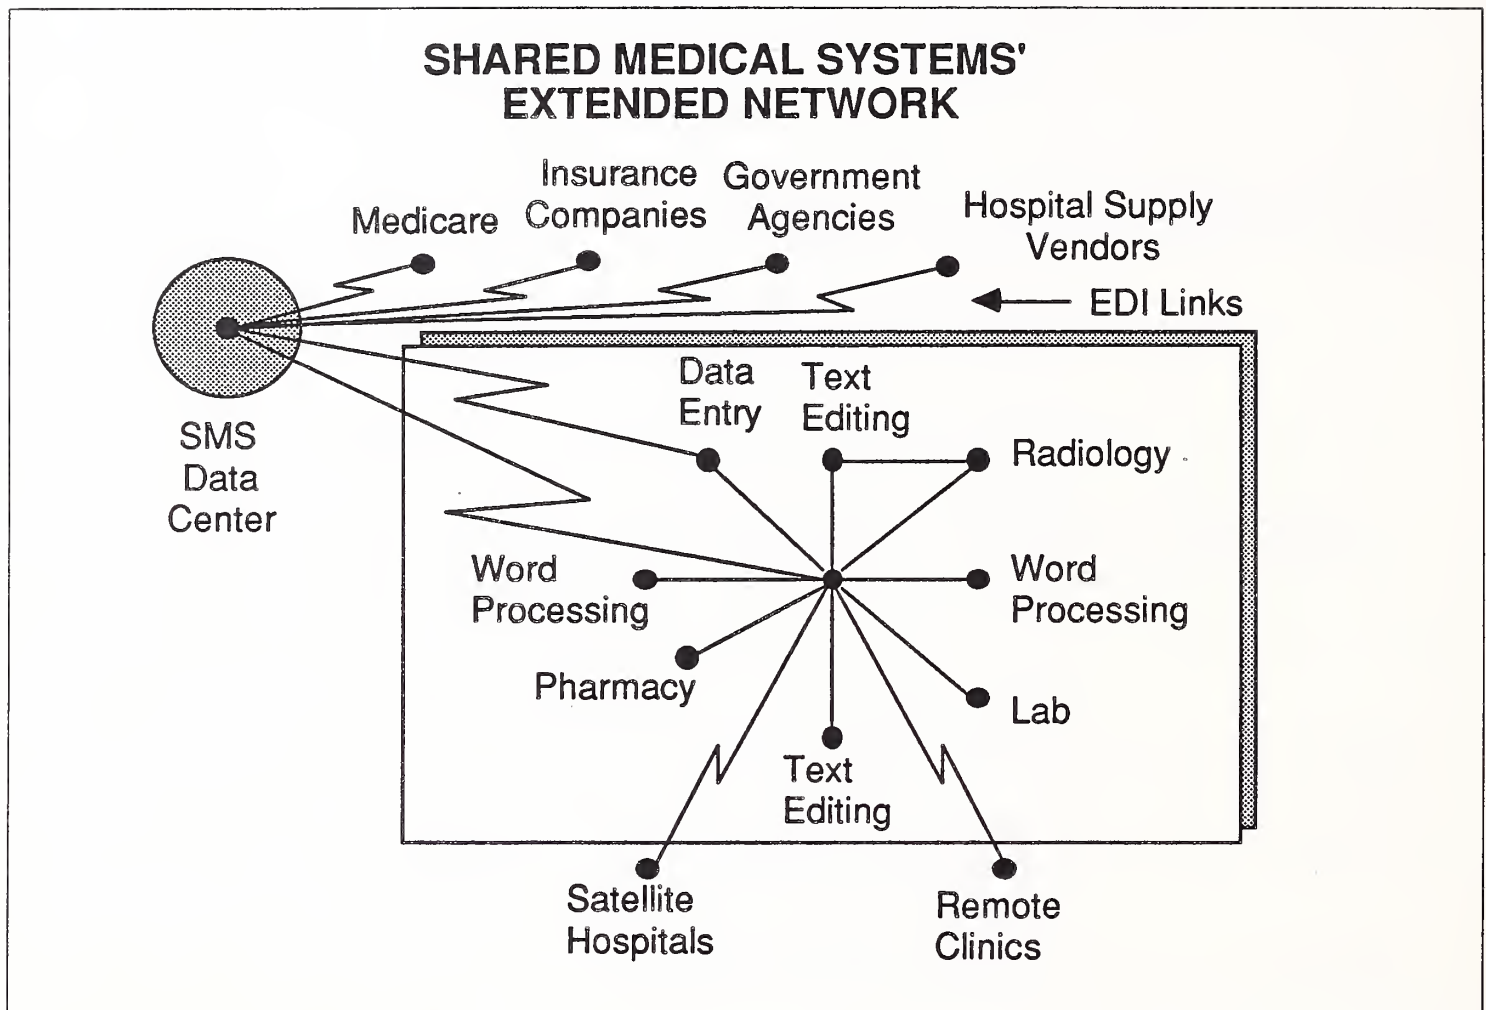 SHARED MEDICAL SYSTEMS'
EXTENDED NETWORK
Medicare
Insurance
Companies
Government
Agencies
Hospital Supply
Vendors
EDI Links
SMS
Data
Center
Data
Entry
Text
Editing
Radiology
Word
Processing
Word
Processing
Pharmacy
Lab
Text
Editing
Satellite
Hospitals
Remote
Clinics